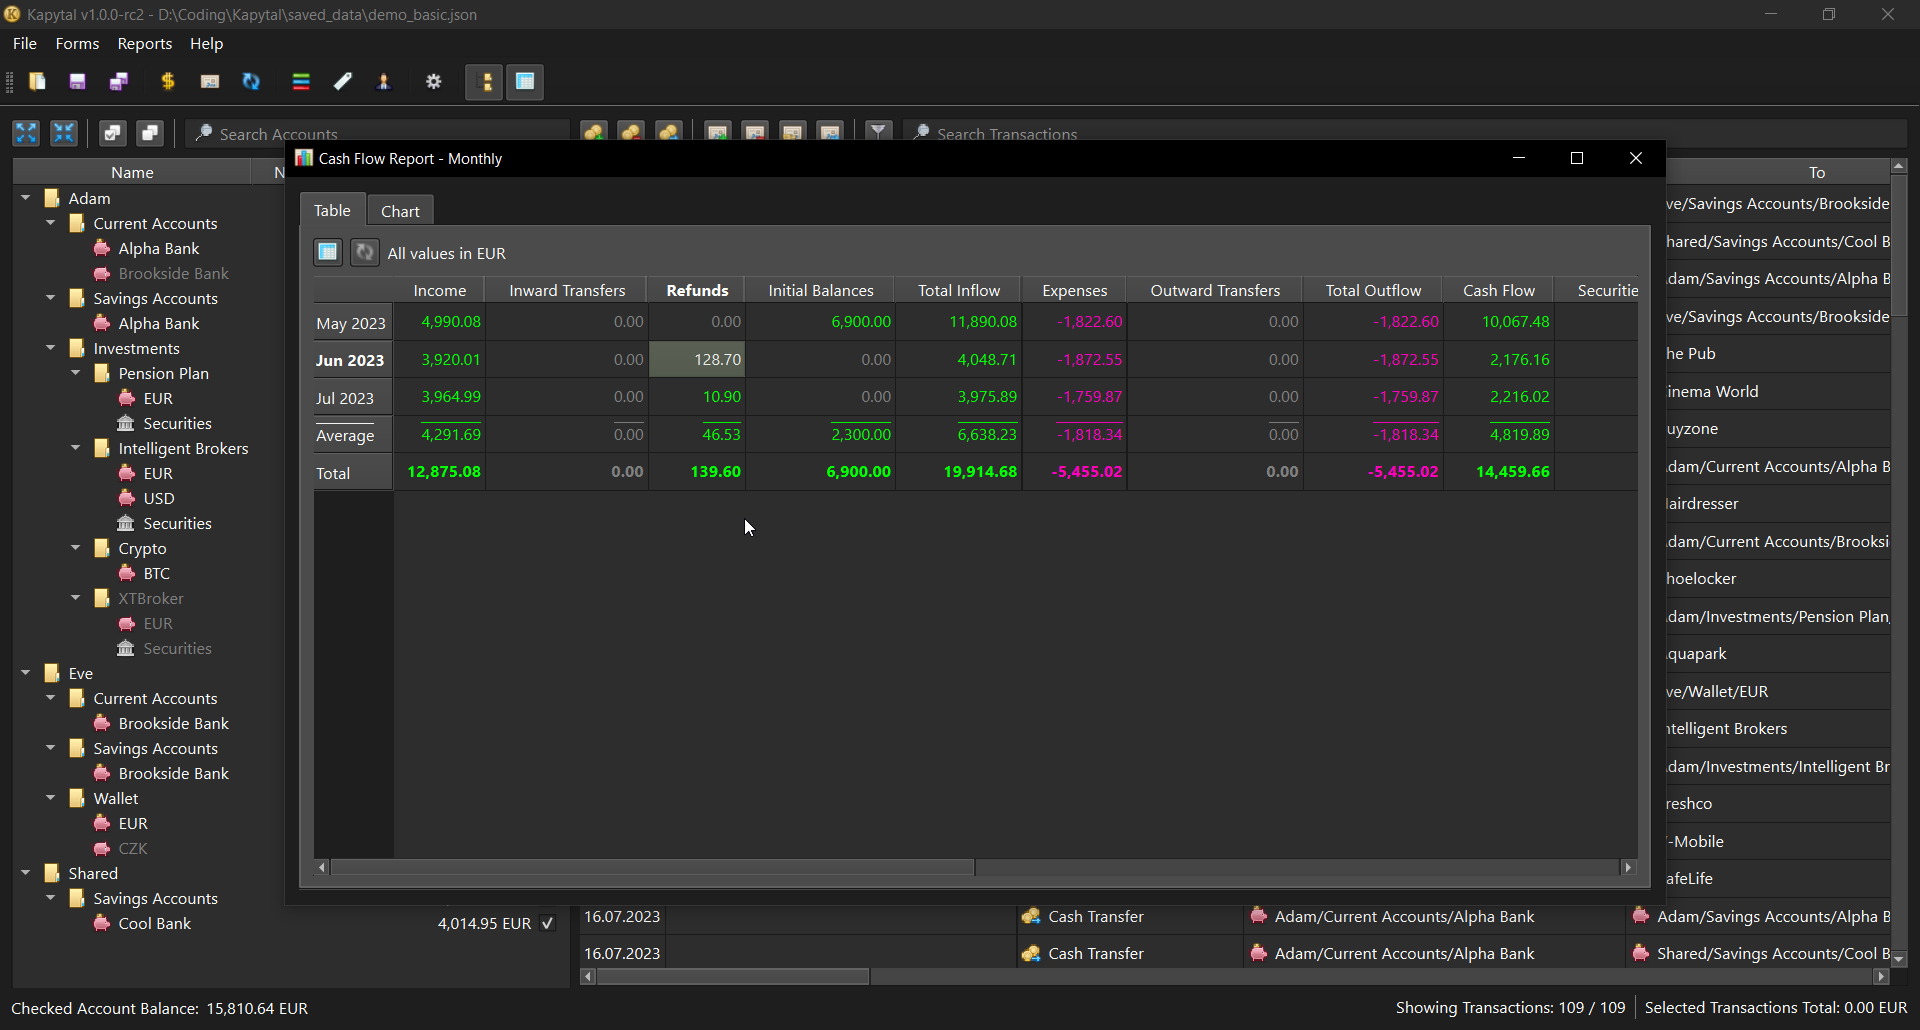 Kapytal v1.0.0-rc2 - D:\Coding\Kapytal\saved_data\demo_basic.json
File Forms Reports Help
Search Accounts
Search Transactions
Cash Flow Report - Monthly
Name
To
Table Chart
All values in EUR
Income Inward Transfers Refunds Initial Balances Total Inflow Expenses Outward Transfers Total Outflow Cash Flow Securitie
May 2023 4,990.08 0.00 0.00 6,900.00 11,890.08 -1,822.60 0.00 -1,822.60 10,067.48
Jun 2023 3,920.01 0.00 128.70 0.00 4,048.71 -1,872.55 0.00 -1,872.55 2,176.16
Jul 2023 3,964.99 0.00 10.90 0.00 3,975.89 -1,759.87 0.00 -1,759.87 2,216.02
Average 4,291.69 0.00 46.53 2,300.00 6,638.23 -1,818.34 0.00 -1,818.34 4,819.89
Total 12,875.08 0.00 139.60 6,900.00 19,914.68 -5,455.02 0.00 -5,455.02 14,459.66
Adam
Current Accounts
Alpha Bank
Brookside Bank
Savings Accounts
Alpha Bank
Investments
Pension Plan
EUR
Securities
Intelligent Brokers
EUR
USD
Securities
Crypto
BTC
XTBroker
EUR
Securities
Eve
Current Accounts
Brookside Bank
Savings Accounts
Brookside Bank
Wallet
EUR
CZK
Shared
Savings Accounts
Cool Bank 4,014.95 EUR
ve/Savings Accounts/Brookside
hared/Savings Accounts/Cool B
dam/Savings Accounts/Alpha B
ve/Savings Accounts/Brookside
he Pub
inema World
uyzone
dam/Current Accounts/Alpha B
airdresser
dam/Current Accounts/Brooksi
hoelocker
dam/Investments/Pension Plan
quapark
ve/Wallet/EUR
ntelligent Brokers
dam/Investments/Intelligent Br
reshco
-Mobile
afeLife
16.07.2023 Cash Transfer Adam/Current Accounts/Alpha Bank Adam/Savings Accounts/Alpha B
16.07.2023 Cash Transfer Adam/Current Accounts/Alpha Bank Shared/Savings Accounts/Cool B
Checked Account Balance: 15,810.64 EUR
Showing Transactions: 109 / 109 Selected Transactions Total: 0.00 EUR